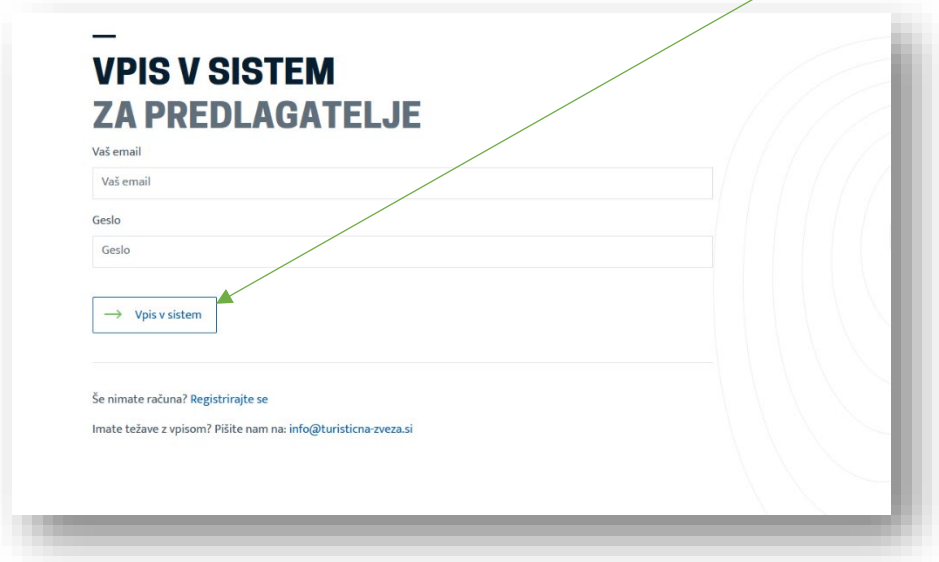 VPIS V SISTEM
ZA PREDLAGATELJE
Vaš email
Vaš email
Geslo
Geslo
Vpis v sistem
Še nimate računa? Registrirajte se
Imate težave z vpisom? Pišite nam na: info@turisticna-zveza.si